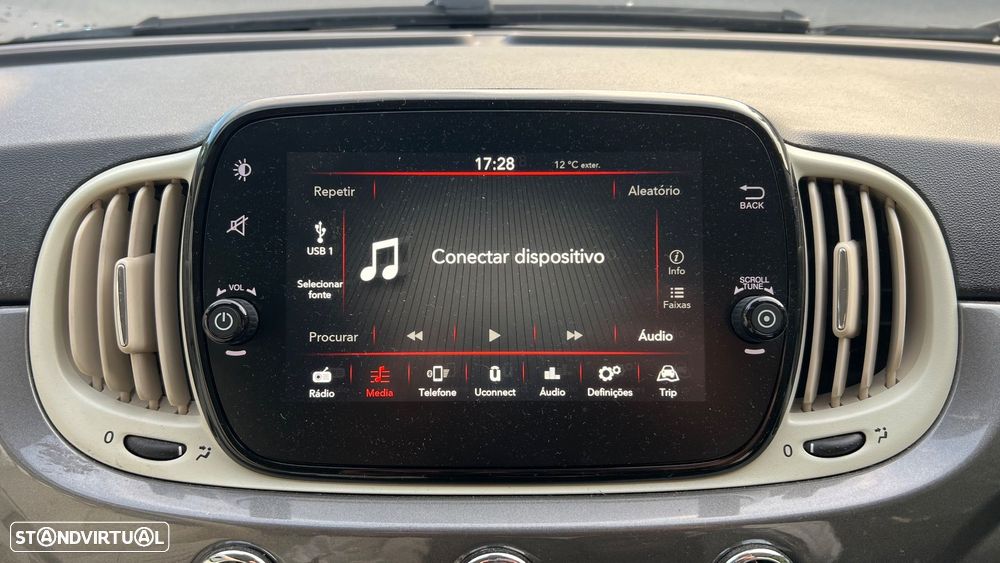 17:28 12 °C exter.
Repetir Aleatório
BACK
USB 1
Conectar dispositivo
Info
Selecionar
fonte
VOL
SCROLL
TUNE
Faixas
Procurar Áudio
Rádio Media Telefone Uconnect Áudio Definições Trip
0 0
STANDVIRTUAL